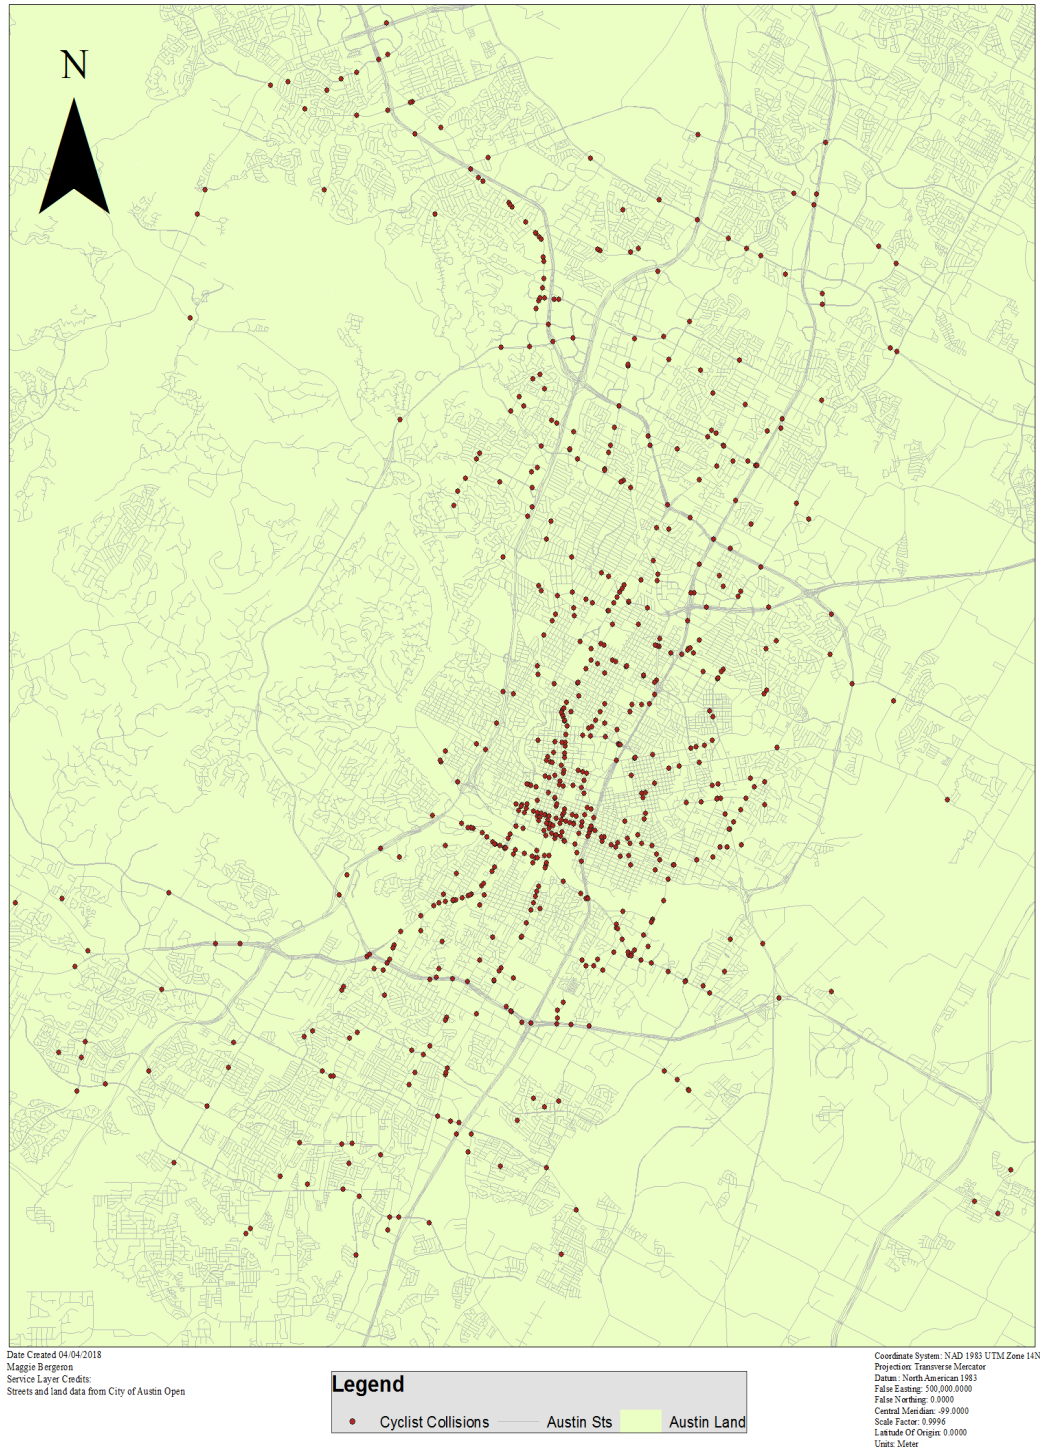 N
Date Created 04/04/2018
Maggie Bergeron
Service Layer Credits:
Streets and land data from City of Austin Open
Legend
Cyclist Collisions
Austin Sts
Austin Land
Coordinate System: NAD 1983 UTM Zone 14N
Projection: Transverse Mercator
Datum: North American 1983
False Easting: 500,000.0000
False Northing: 0.0000
Central Meridian: -99.0000
Scale Factor: 0.9996
Latitude Of Origin: 0.0000
Units: Meter